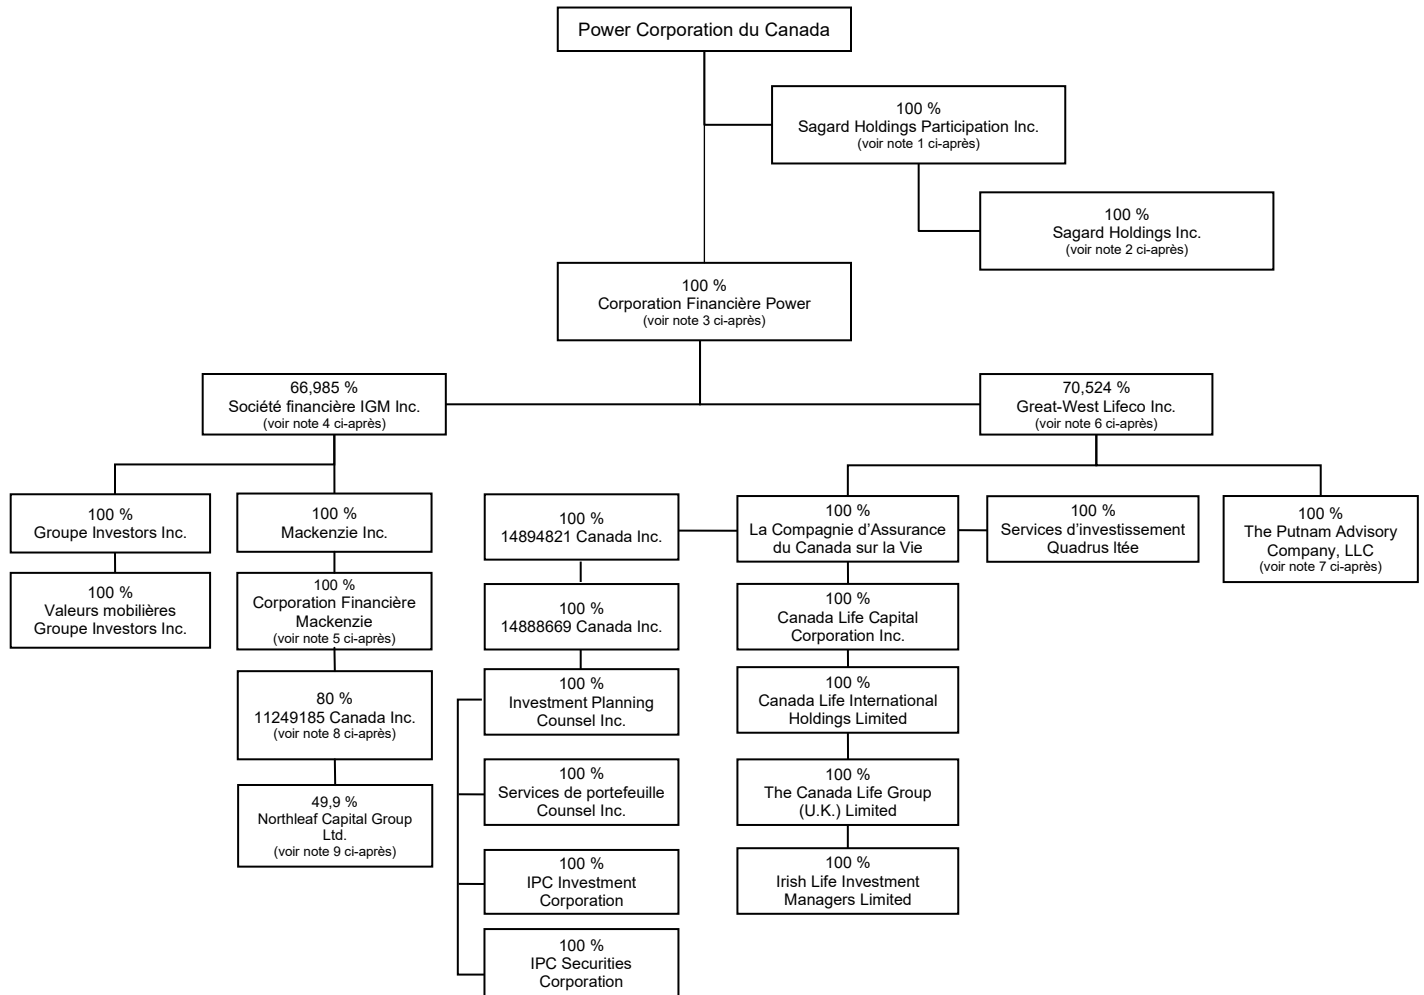 Power Corporation du Canada
100 %
Sagard Holdings Participation Inc.
(voir note 1 ci-après)
100 %
Sagard Holdings Inc.
(voir note 2 ci-après)
100 %
Corporation Financière Power
(voir note 3 ci-après)
66,985 %
Société financière IGM Inc.
(voir note 4 ci-après)
70,524 %
Great-West Lifeco Inc.
(voir note 6 ci-après)
100 %
Groupe Investors Inc.
100 %
Mackenzie Inc.
100 %
14894821 Canada Inc.
100 %
La Compagnie d’Assurance
du Canada sur la Vie
100 %
Services d’investissement
Quadrus ltée
100 %
The Putnam Advisory
Company, LLC
(voir note 7 ci-après)
100 %
Valeurs mobilières
Groupe Investors Inc.
100 %
Corporation Financière
Mackenzie
(voir note 5 ci-après)
100 %
14888669 Canada Inc.
100 %
Canada Life Capital
Corporation Inc.
80 %
11249185 Canada Inc.
(voir note 8 ci-après)
100 %
Investment Planning
Counsel Inc.
100 %
Canada Life International
Holdings Limited
49,9 %
Northleaf Capital Group
Ltd.
(voir note 9 ci-après)
100 %
Services de portefeuille
Counsel Inc.
100 %
The Canada Life Group
(U.K.) Limited
100 %
IPC Investment
Corporation
100 %
Irish Life Investment
Managers Limited
100 %
IPC Securities
Corporation